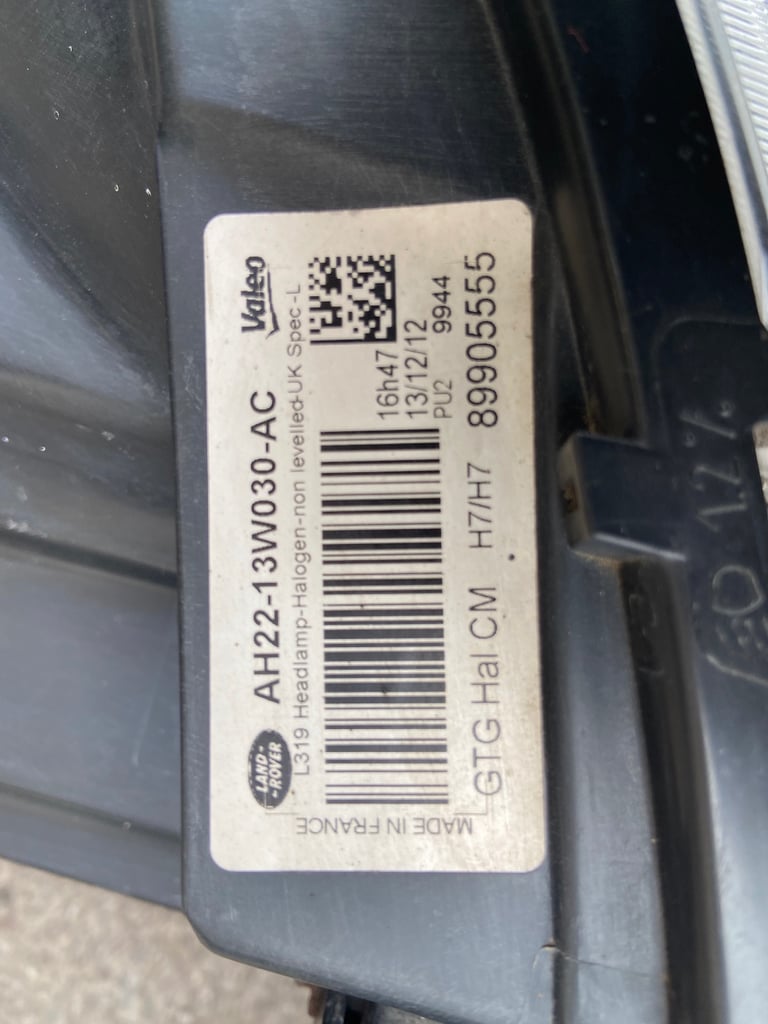 LAND-
-ROVER
AH22-13W030-AC
Valeo
L319 Headlamp-Halogen-non levelled-UK Spec-L
16h47
13/12/12
PU2 9944
GTG Hal CM H7/H7 89905555
MADE IN FRANCE